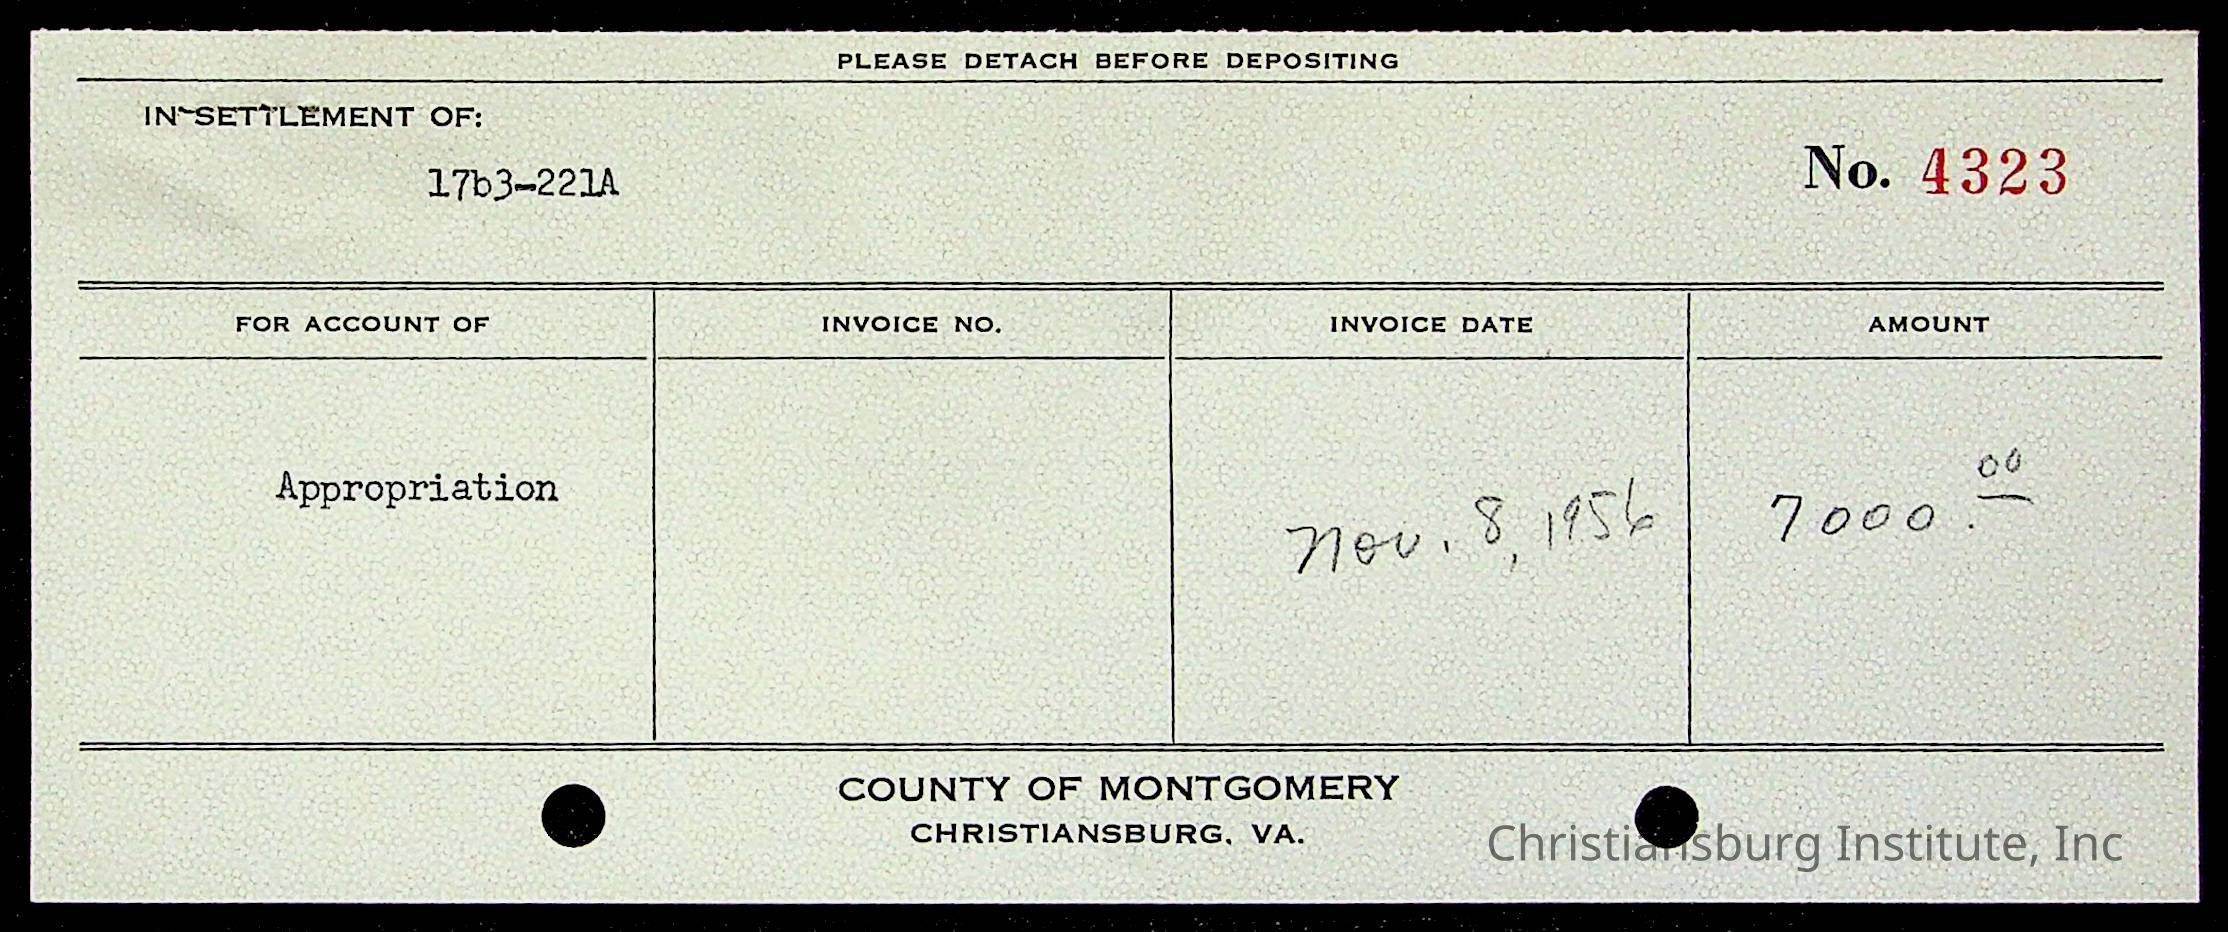 PLEASE DETACH BEFORE DEPOSITING
IN SETTLEMENT OF:
17b3-221A
No. 4323
FOR ACCOUNT OF INVOICE NO. INVOICE DATE AMOUNT
Appropriation Nov. 8, 1956 7000.00
COUNTY OF MONTGOMERY
CHRISTIANSBURG, VA.
Christiansburg Institute, Inc